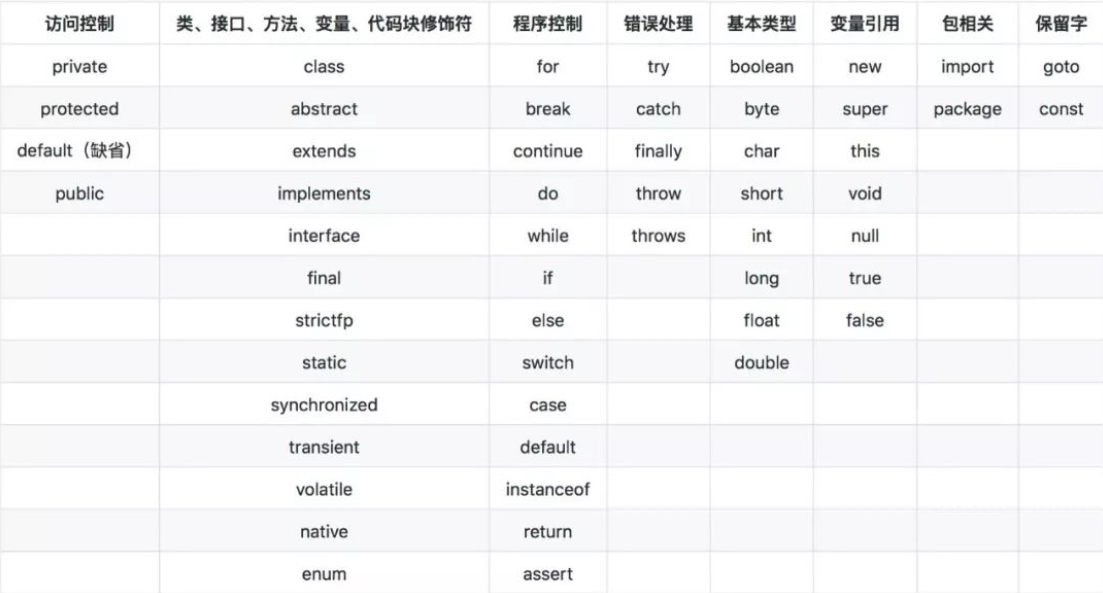 访问控制 类、接口、方法、变量、代码块修饰符 程序控制 错误处理 基本类型 变量引用 包相关 保留字
private class for try boolean new import goto
protected abstract break catch byte super package const
default（缺省） extends continue finally char this
public implements do throw short void
interface while throws int null
final if long true
strictfp else float false
static switch double
synchronized case
transient default
volatile instanceof
native return
enum assert